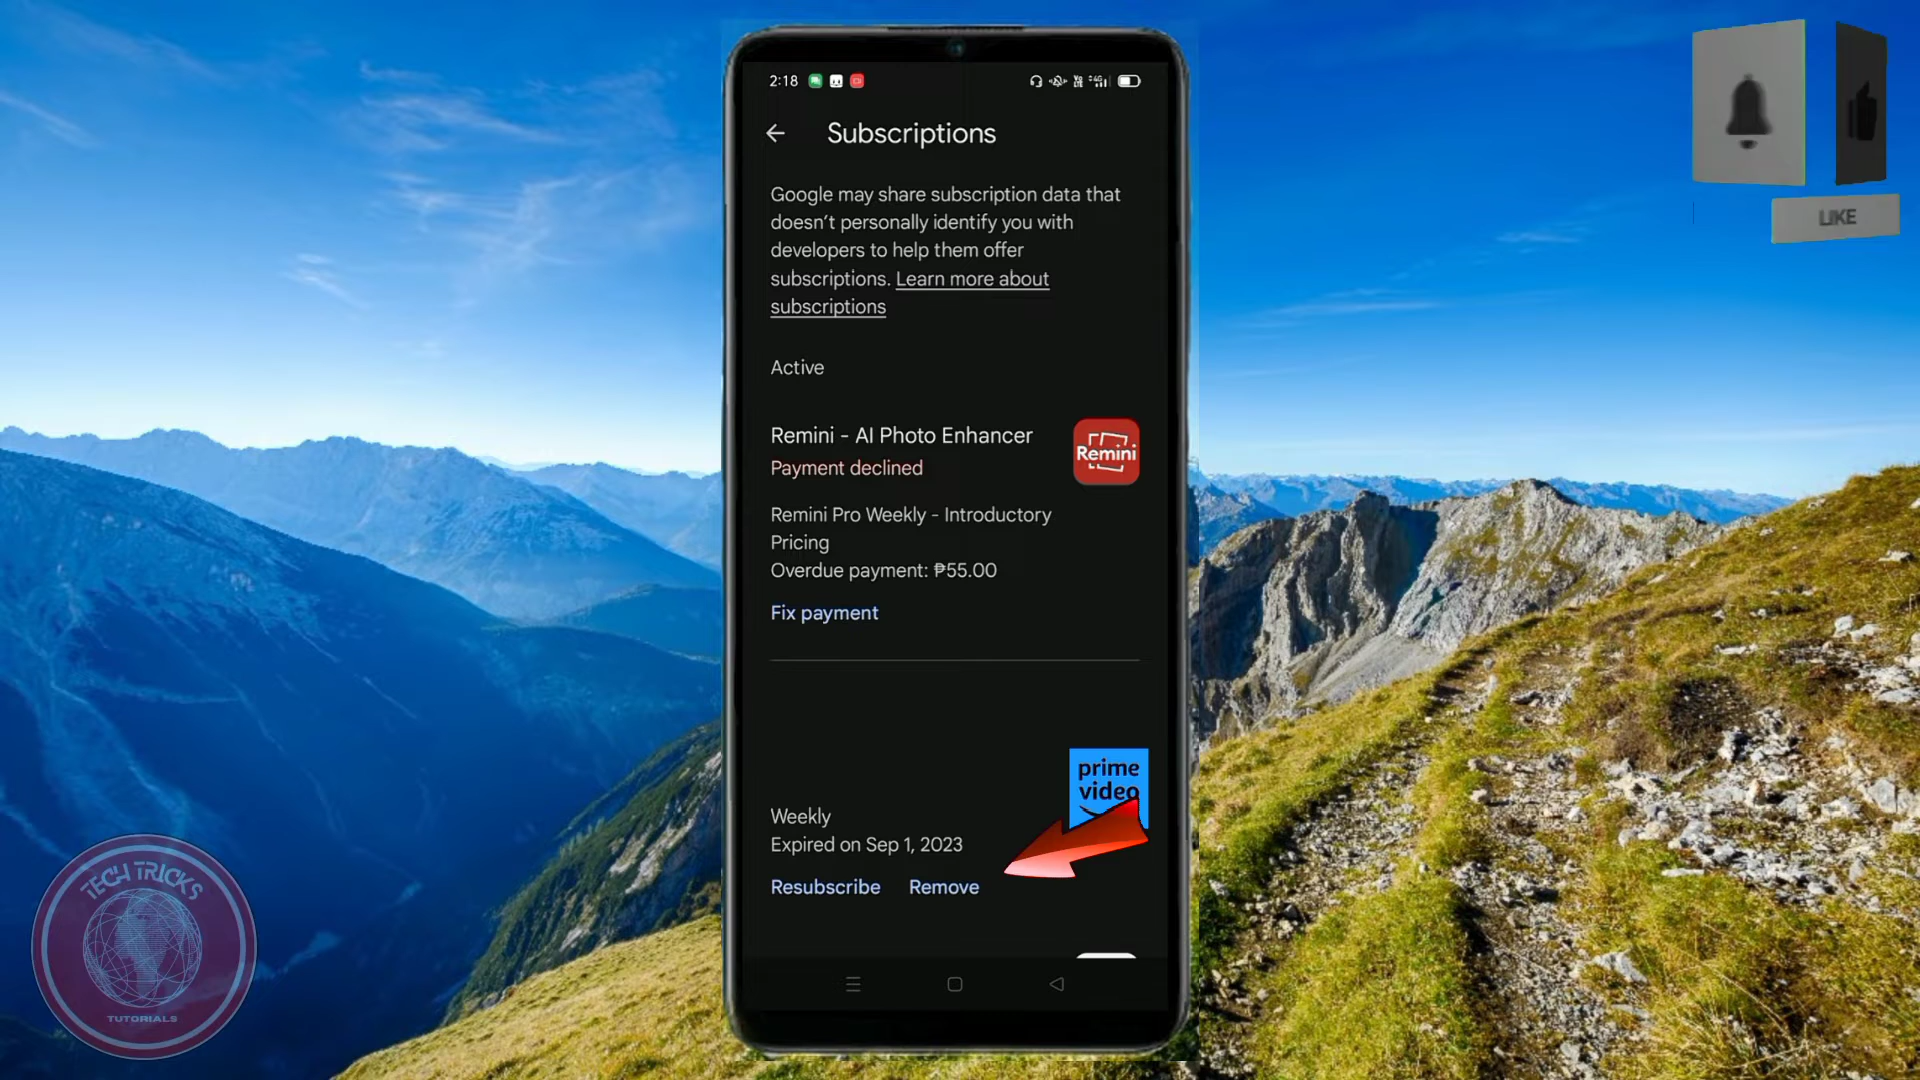 2:18
Subscriptions
Google may share subscription data that
doesn't personally identify you with
developers to help them offer
subscriptions. Learn more about
subscriptions
Active
Remini - AI Photo Enhancer
Payment declined
Remini
Remini Pro Weekly - Introductory
Pricing
Overdue payment: ₱55.00
Fix payment
prime
video
Weekly
Expired on Sep 1, 2023
Resubscribe Remove
LIKE
TECH TRICKS
TUTORIALS